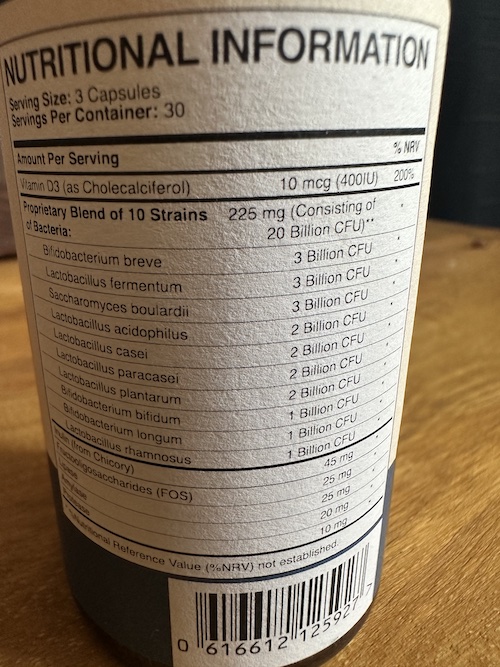 NUTRITIONAL INFORMATION
Serving Size: 3 Capsules
Servings Per Container: 30
Amount Per Serving % NRV
Vitamin D3 (as Cholecalciferol) 10 mcg (400IU) 200%
Proprietary Blend of 10 Strains 225 mg (Consisting of
of Bacteria: 20 Billion CFU)**
Bifidobacterium breve 3 Billion CFU
Lactobacillus fermentum 3 Billion CFU
Saccharomyces boulardii 3 Billion CFU
Lactobacillus acidophilus 2 Billion CFU
Lactobacillus casei 2 Billion CFU
Lactobacillus paracasei 2 Billion CFU
Lactobacillus plantarum 2 Billion CFU
Bifidobacterium bifidum 1 Billion CFU
Bifidobacterium longum 1 Billion CFU
Lactobacillus rhamnosus 1 Billion CFU
(from Chicory) 45 mg
Fructooligosaccharides (FOS) 25 mg
25 mg
20 mg
10 mg
Nutritional Reference Value (%NRV) not established.
0 616612 125927 7